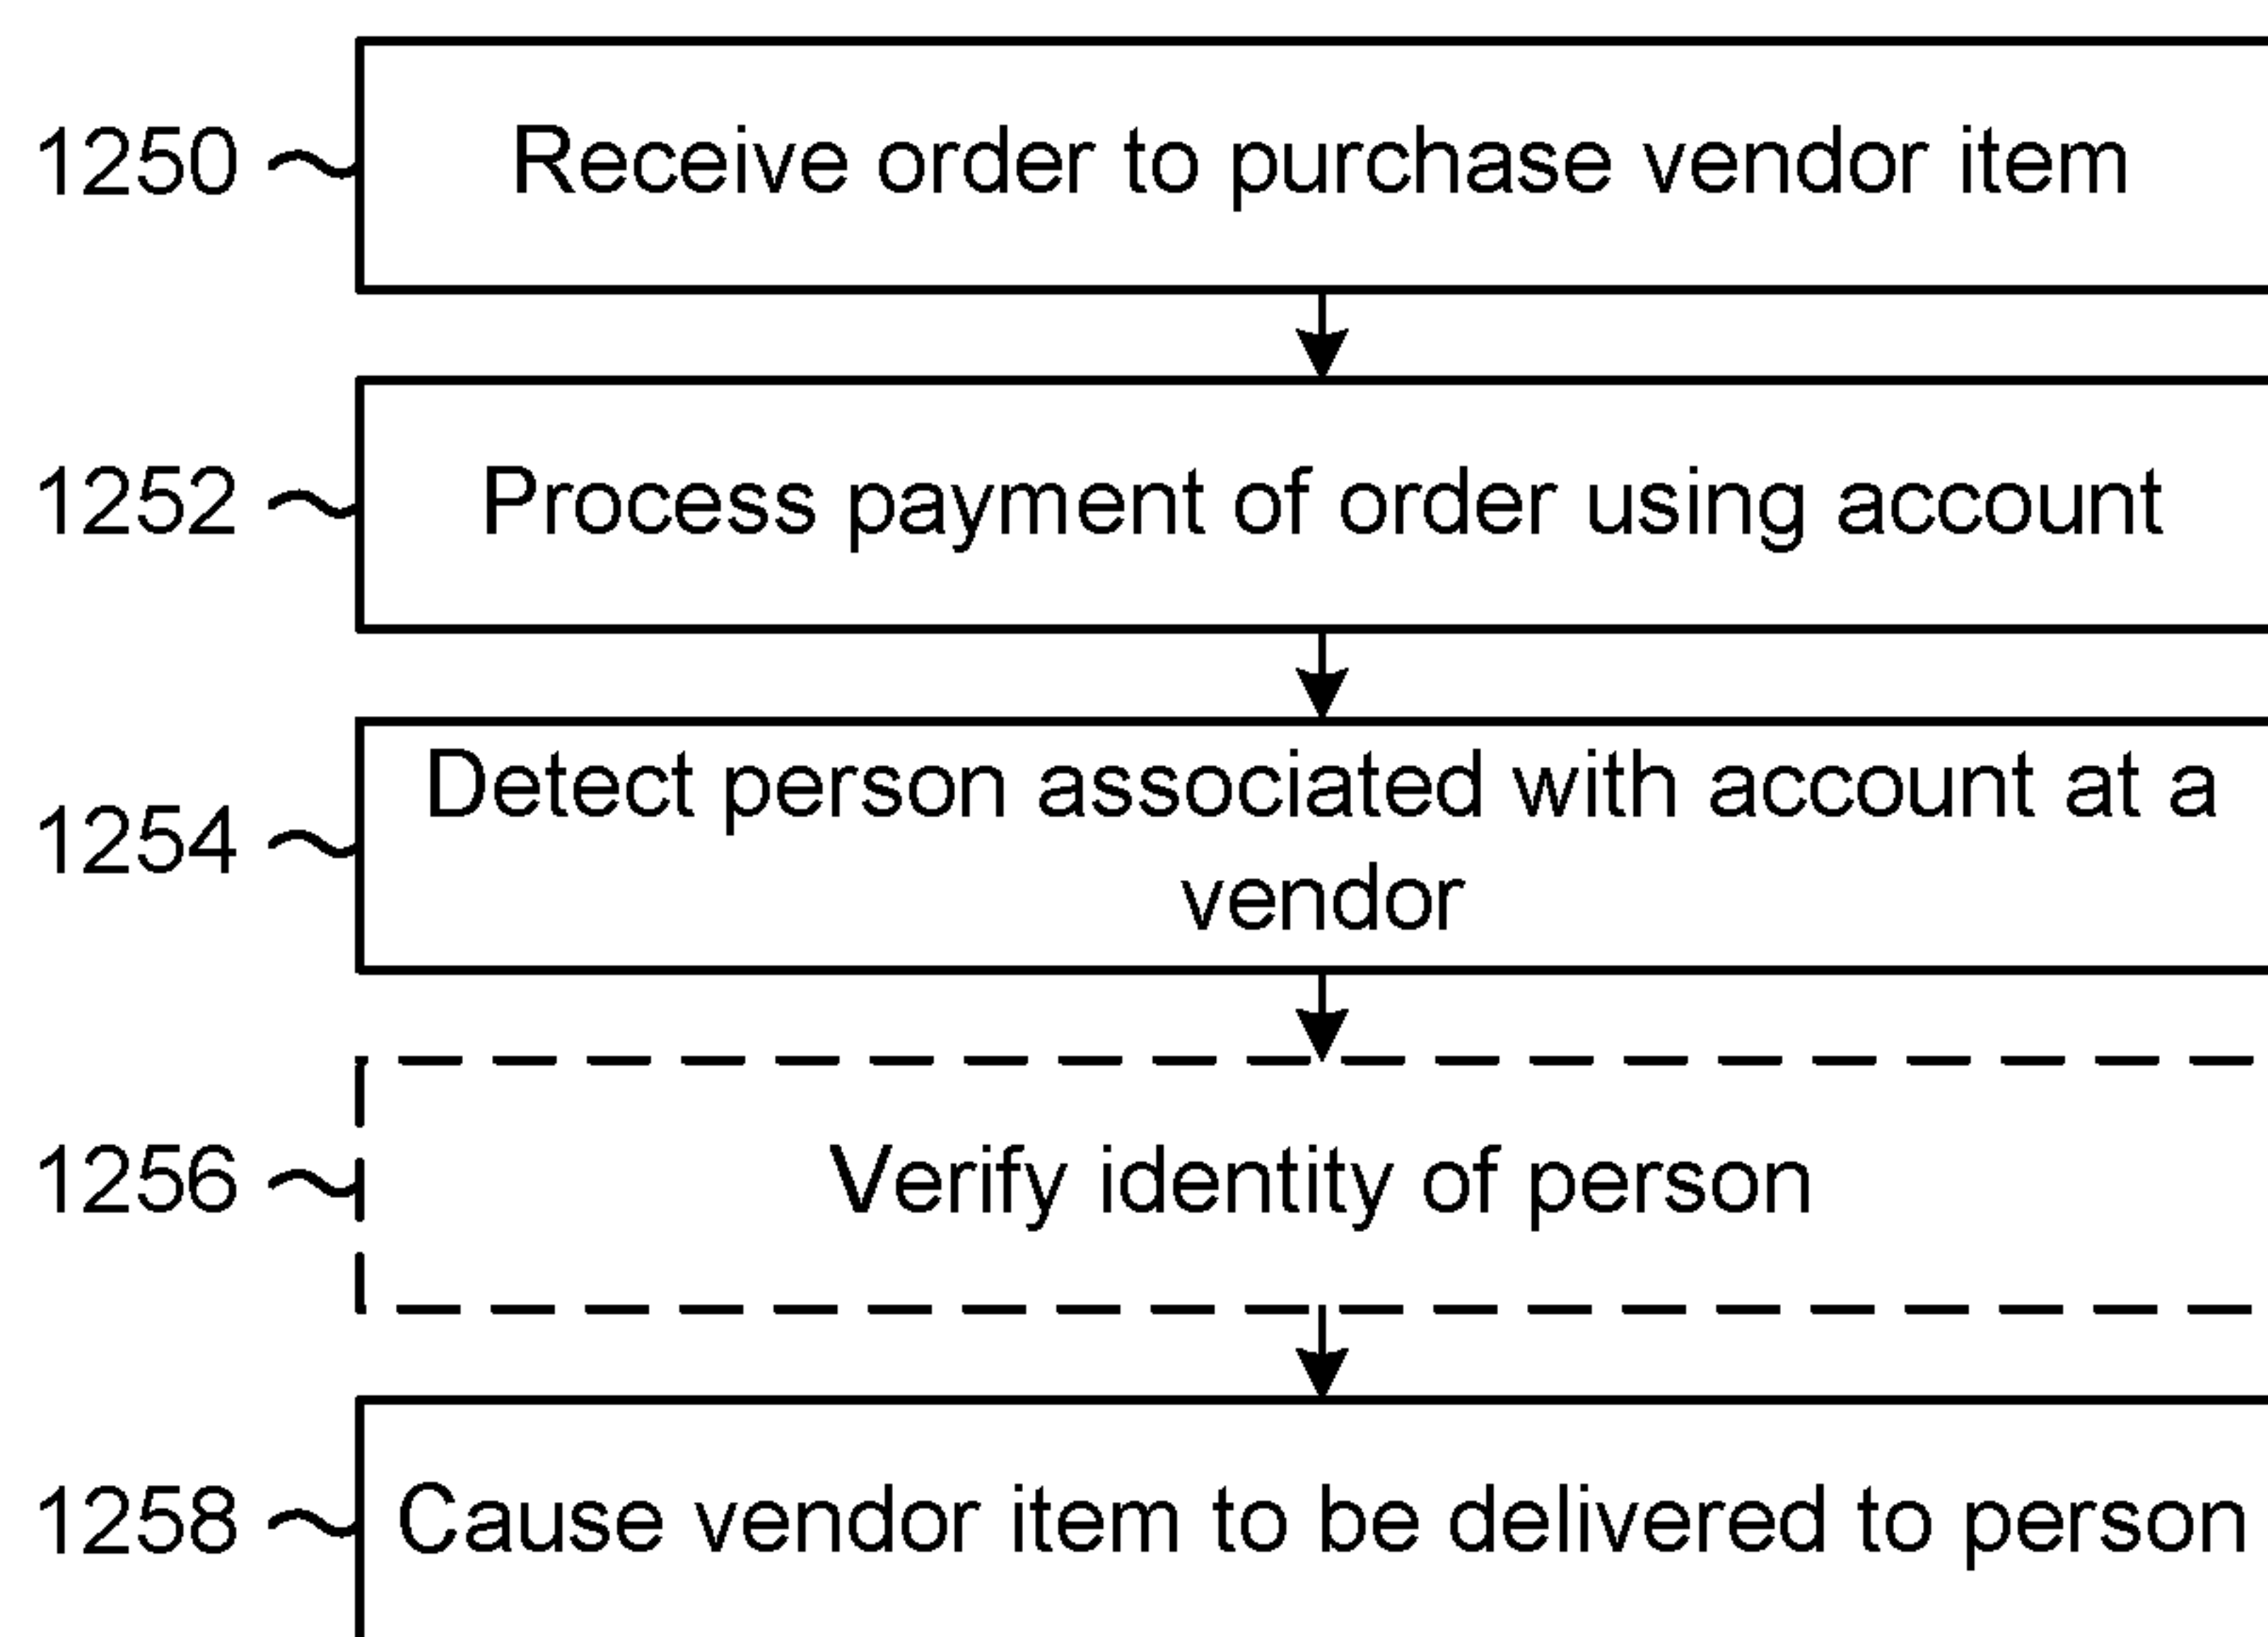 1250 Receive order to purchase vendor item
1252 Process payment of order using account
1254 Detect person associated with account at a
vendor
1256 Verify identity of person
1258 Cause vendor item to be delivered to person